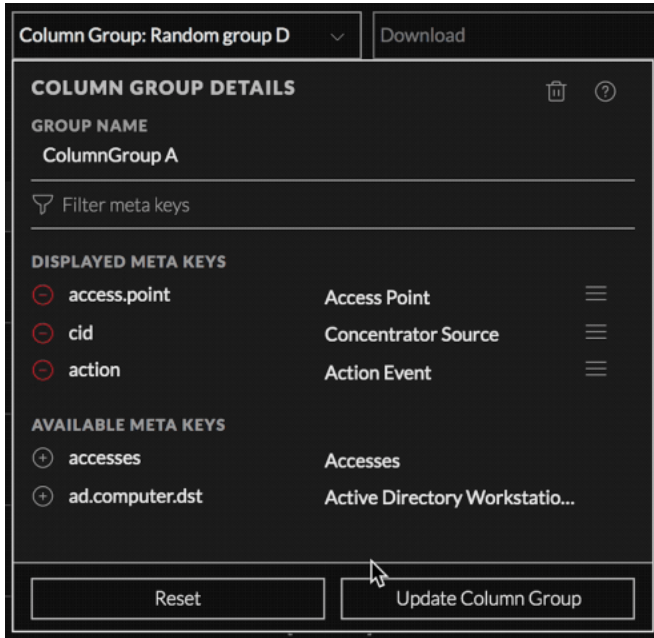 Column Group: Random group D Download
COLUMN GROUP DETAILS
GROUP NAME
ColumnGroup A
Filter meta keys
DISPLAYED META KEYS
access.point Access Point
cid Concentrator Source
action Action Event
AVAILABLE META KEYS
accesses Accesses
ad.computer.dst Active Directory Workstatio...
Reset Update Column Group